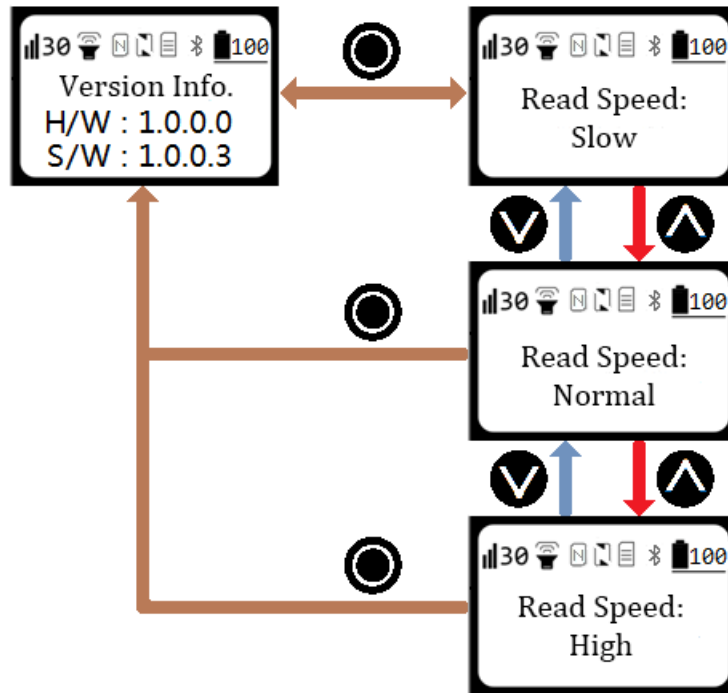 30 N 100
Version Info.
H/W : 1.0.0.0
S/W : 1.0.0.3
30 N 100
Read Speed:
Slow
30 N 100
Read Speed:
Normal
30 N 100
Read Speed:
High